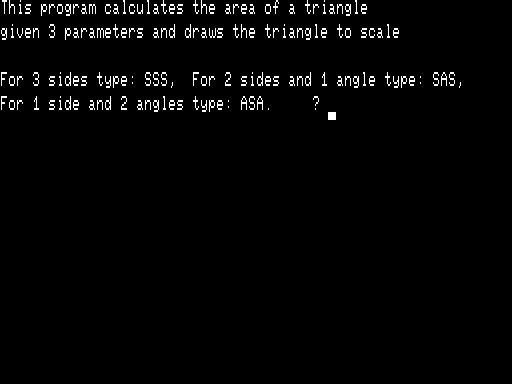 This program calculates the area of a triangle
given 3 parameters and draws the triangle to scale
For 3 sides type: SSS,  For 2 sides and 1 angle type: SAS,
For 1 side and 2 angles type: ASA.     ?